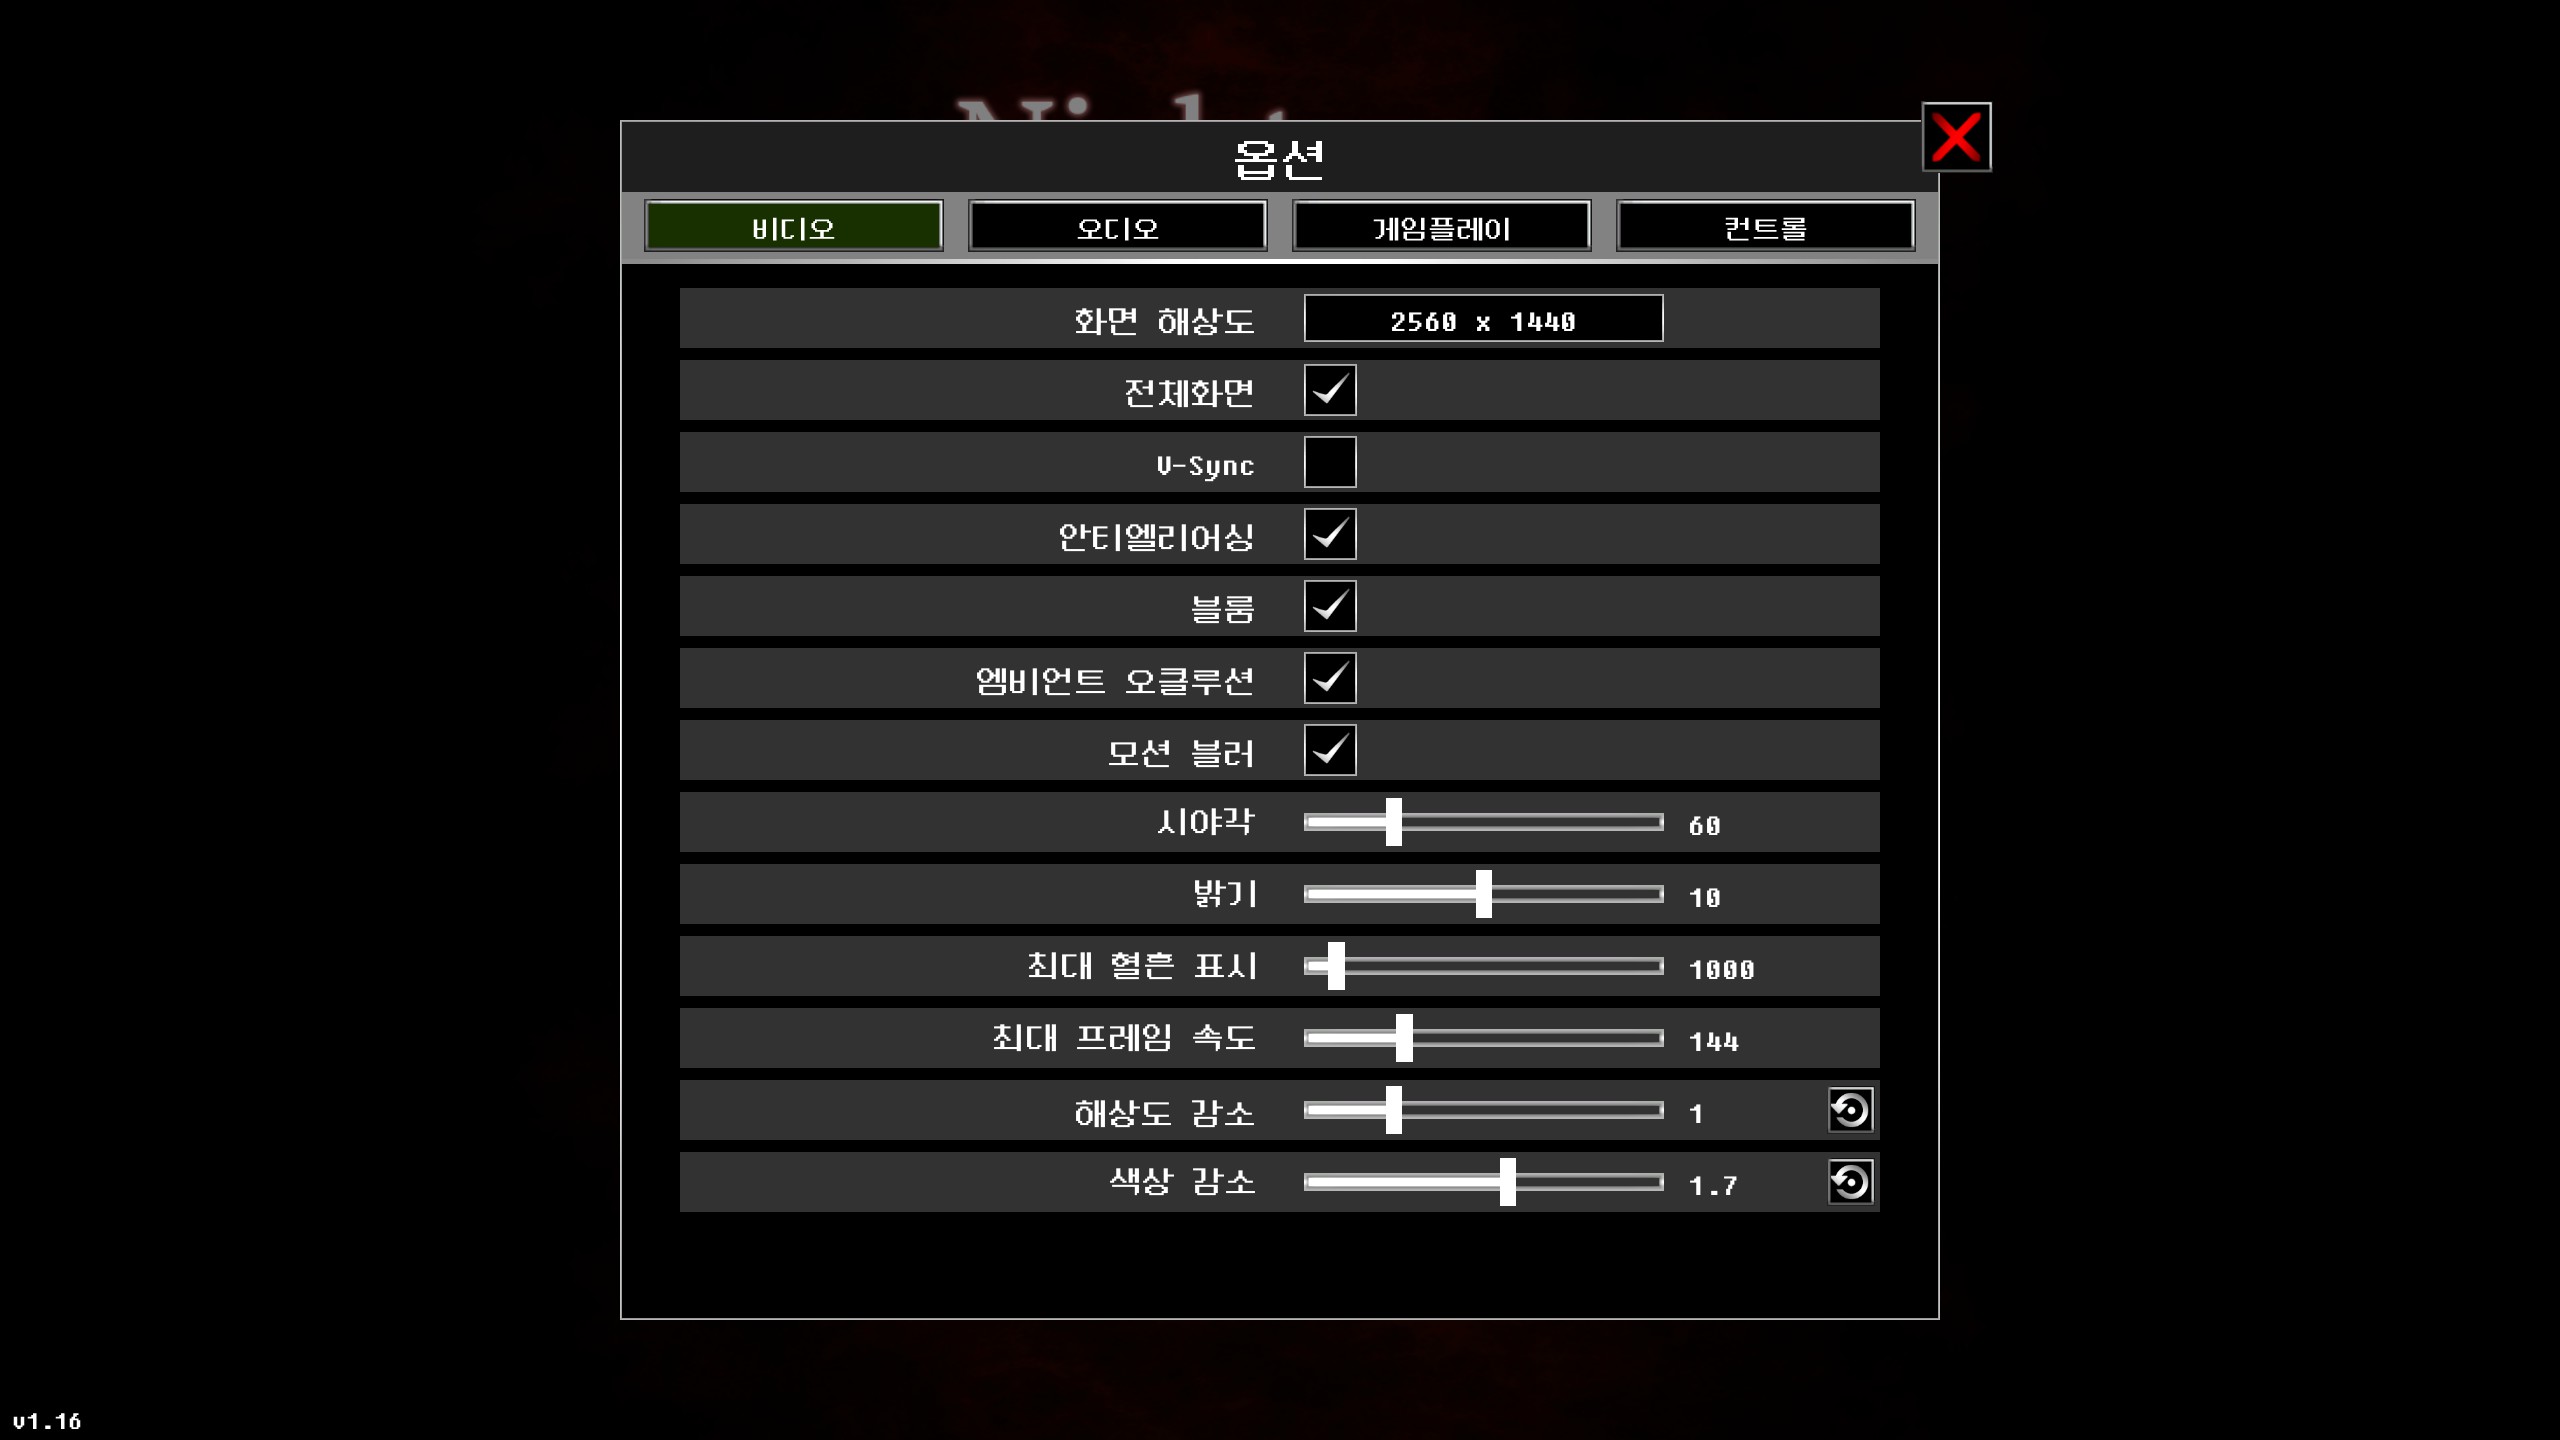 옵션
비디오 오디오 게임플레이 컨트롤
화면 해상도 2560 x 1440
전체화면
V-Sync
안티엘리어싱
블룸
엠비언트 오클루션
모션 블러
시야각 60
밝기 10
최대 혈흔 표시 1000
최대 프레임 속도 144
해상도 감소 1
색상 감소 1.7
v1.16